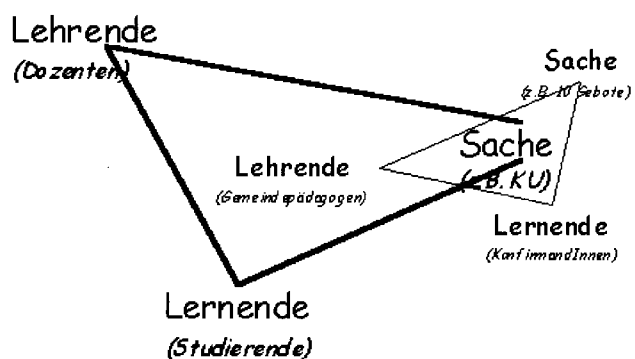 Lehrende
(Dozenten)
Sache
(z.B. 10 Gebote)
Sache
(z.B. KU)
Lehrende
(Gemeindepädagogen)
Lernende
(KonfirmandInnen)
Lernende
(Studierende)